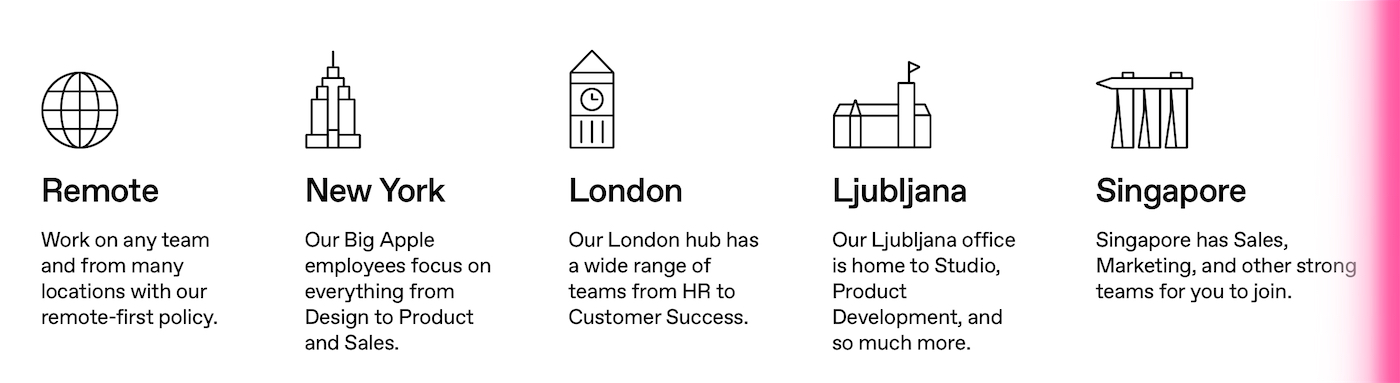 Remote
Work on any team
and from many
locations with our
remote-first policy.
New York
Our Big Apple
employees focus on
everything from
Design to Product
and Sales.
London
Our London hub has
a wide range of
teams from HR to
Customer Success.
Ljubljana
Our Ljubljana office
is home to Studio,
Product
Development, and
so much more.
Singapore
Singapore has Sales,
Marketing, and other strong
teams for you to join.